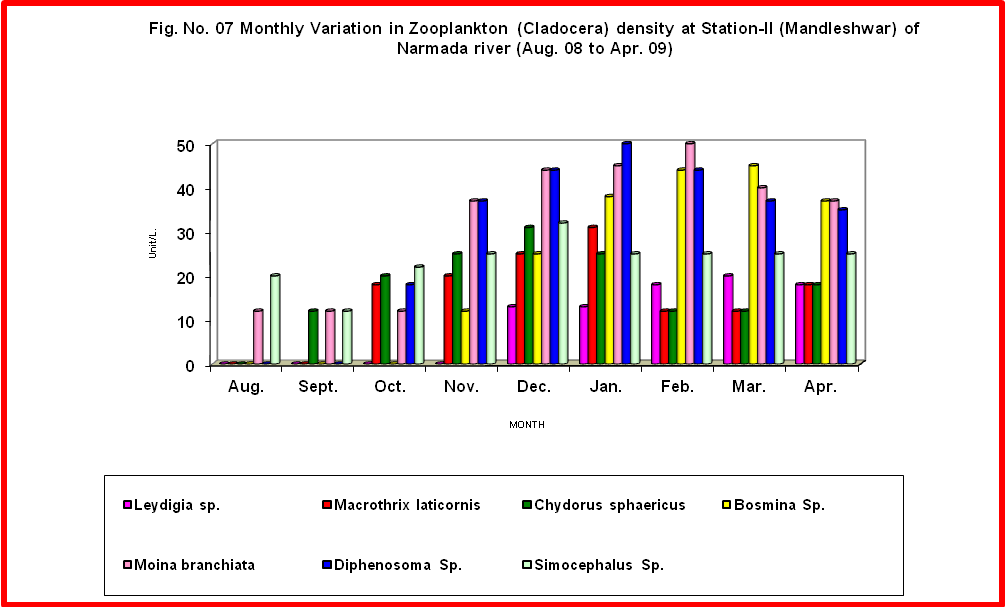 Fig. No. 07 Monthly Variation in Zooplankton (Cladocera) density at Station-II (Mandleshwar) of
Narmada river (Aug. 08 to Apr. 09)
50
40
30
20
10
0
Unit/L.
Aug. Sept. Oct. Nov. Dec. Jan. Feb. Mar. Apr.
MONTH
Leydigia sp. Macrothrix laticornis Chydorus sphaericus Bosmina Sp.
Moina branchiata Diphenosoma Sp. Simocephalus Sp.